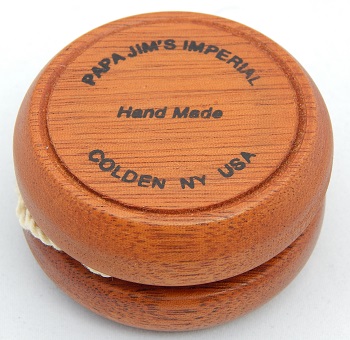 PAPA JIM'S IMPERIAL
Hand Made
COLDEN NY USA